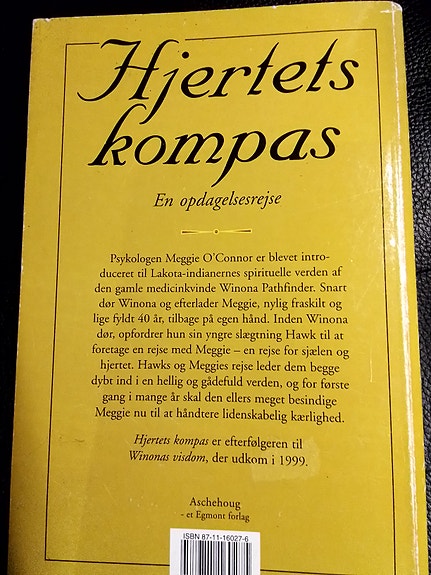 Hjertets
kompas
En opdagelsesrejse
Psykologen Meggie O'Connor er blevet intro-
duceret til Lakota-indianernes spirituelle verden af
den gamle medicinkvinde Winona Pathfinder. Snart
dør Winona og efterlader Meggie, nylig fraskilt og
lige fyldt 40 år, tilbage på egen hånd. Inden Winona
dør, opfordrer hun sin yngre slægtning Hawk til at
foretage en rejse med Meggie – en rejse for sjælen og
hjertet. Hawks og Meggies rejse leder dem begge
dybt ind i en hellig og gådefuld verden, og for første
gang i mange år skal den ellers meget besindige
Meggie nu til at håndtere lidenskabelig kærlighed.
Hjertets kompas er efterfølgeren til
Winonas visdom, der udkom i 1999.
Aschehoug
- et Egmont forlag
ISBN 87-11-16027-6